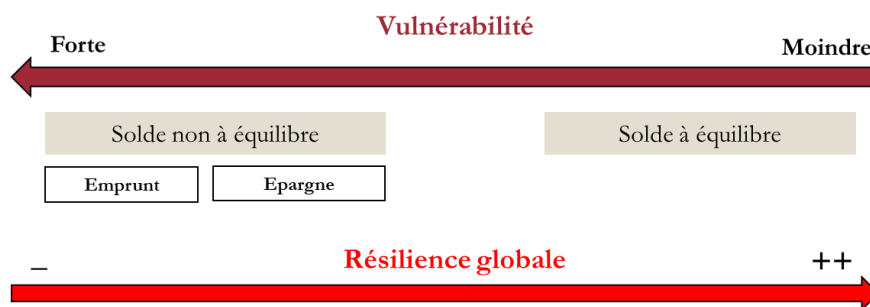 Vulnérabilité
Forte
Moindre
Solde non à équilibre
Solde à équilibre
Emprunt
Epargne
– Résilience globale ++